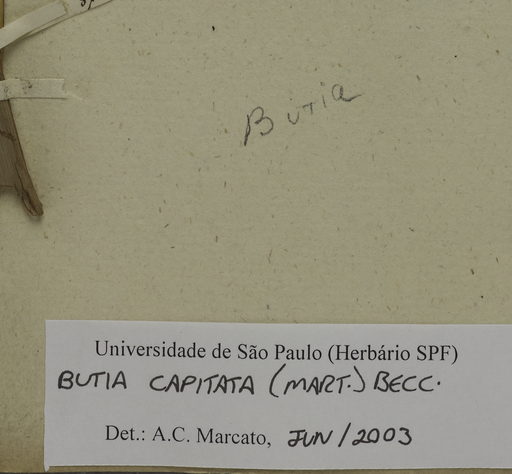 Butia
Universidade de São Paulo (Herbário SPF)
BUTIA CAPITATA (MART.) BECC.
Det.: A.C. Marcato, JUN/2003